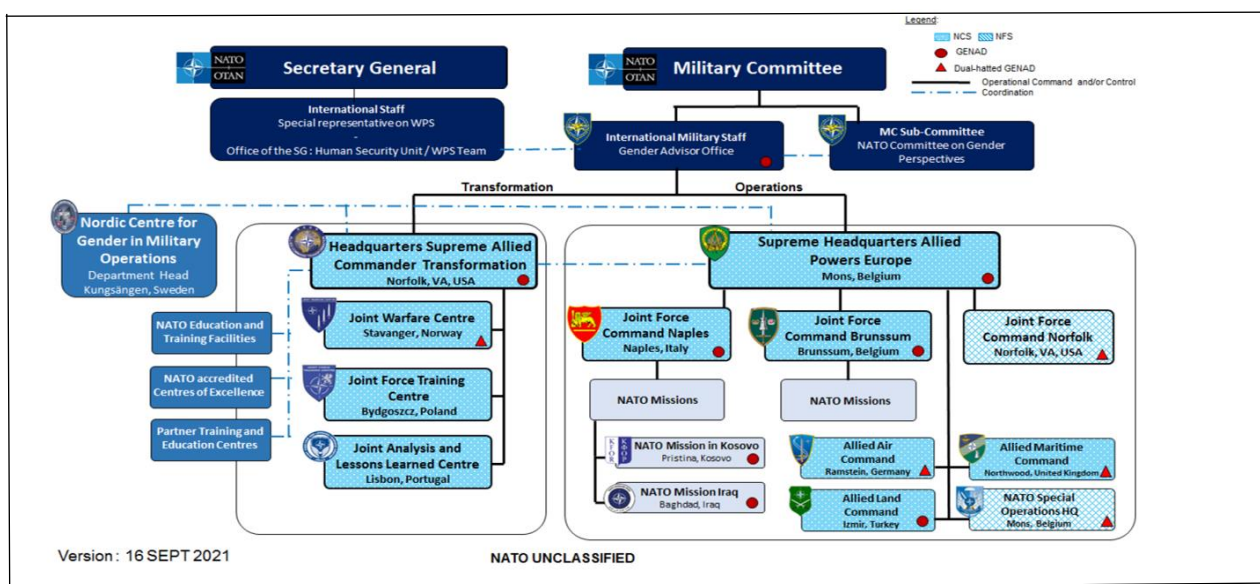 Legend:
NCS NFS
GENAD
Dual-hatted GENAD
Operational Command and/or Control
Coordination
NATO
OTAN
Secretary General
NATO
OTAN
Military Committee
International Staff
Special representative on WPS
-
Office of the SG : Human Security Unit / WPS Team
International Military Staff
Gender Advisor Office
MC Sub-Committee
NATO Committee on Gender
Perspectives
Transformation
Operations
Nordic Centre for
Gender in Military
Operations
Department Head
Kungsängen, Sweden
Headquarters Supreme Allied
Commander Transformation
Norfolk, VA, USA
Supreme Headquarters Allied
Powers Europe
Mons, Belgium
NATO Education and
Training Facilities
NATO accredited
Centres of Excellence
Partner Training and
Education Centres
Joint Warfare Centre
Stavanger, Norway
Joint Force Training
Centre
Bydgoszcz, Poland
Joint Analysis and
Lessons Learned Centre
Lisbon, Portugal
Joint Force
Command Naples
Naples, Italy
Joint Force
Command Brunssum
Brunssum, Belgium
Joint Force
Command Norfolk
Norfolk, VA, USA
NATO Missions
NATO Missions
KFOR
NATO Mission in Kosovo
Pristina, Kosovo
NATO Mission Iraq
Baghdad, Iraq
Allied Air
Command
Ramstein, Germany
Allied Maritime
Command
Northwood, United Kingdom
Allied Land
Command
Izmir, Turkey
NATO Special
Operations HQ
Mons, Belgium
Version : 16 SEPT 2021
NATO UNCLASSIFIED